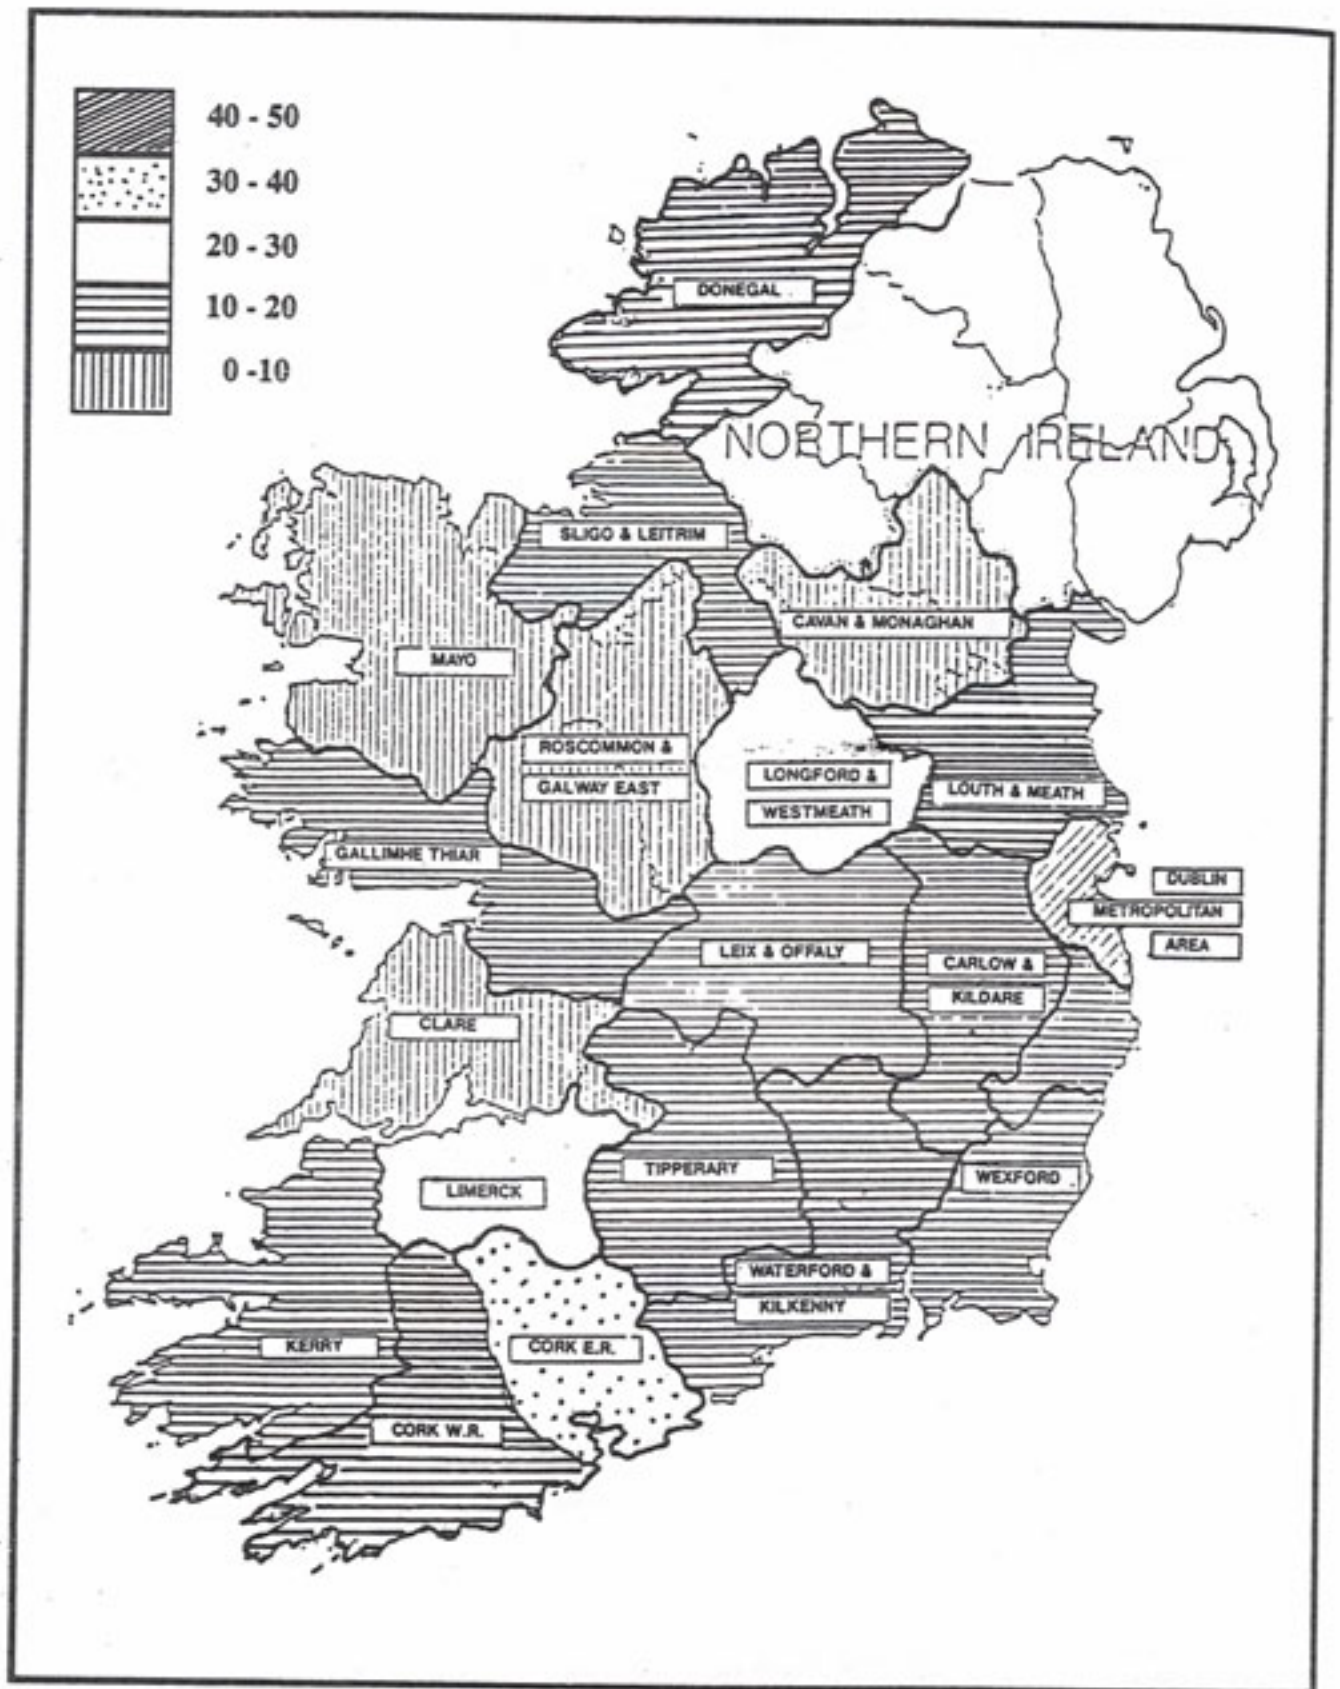 40 - 50
30 - 40
20 - 30
10 - 20
0 -10
DONEGAL
NORTHERN IRELAND
SLIGO & LEITRIM
CAVAN & MONAGHAN
MAYO
ROSCOMMON &
GALWAY EAST
LONGFORD &
WESTMEATH
LOUTH & MEATH
GALLIMHE THIAR
DUBLIN
METROPOLITAN
AREA
LEIX & OFFALY
CARLOW &
KILDARE
CLARE
TIPPERARY
WEXFORD
LIMERCK
WATERFORD &
KILKENNY
KERRY
CORK E.R.
CORK W.R.